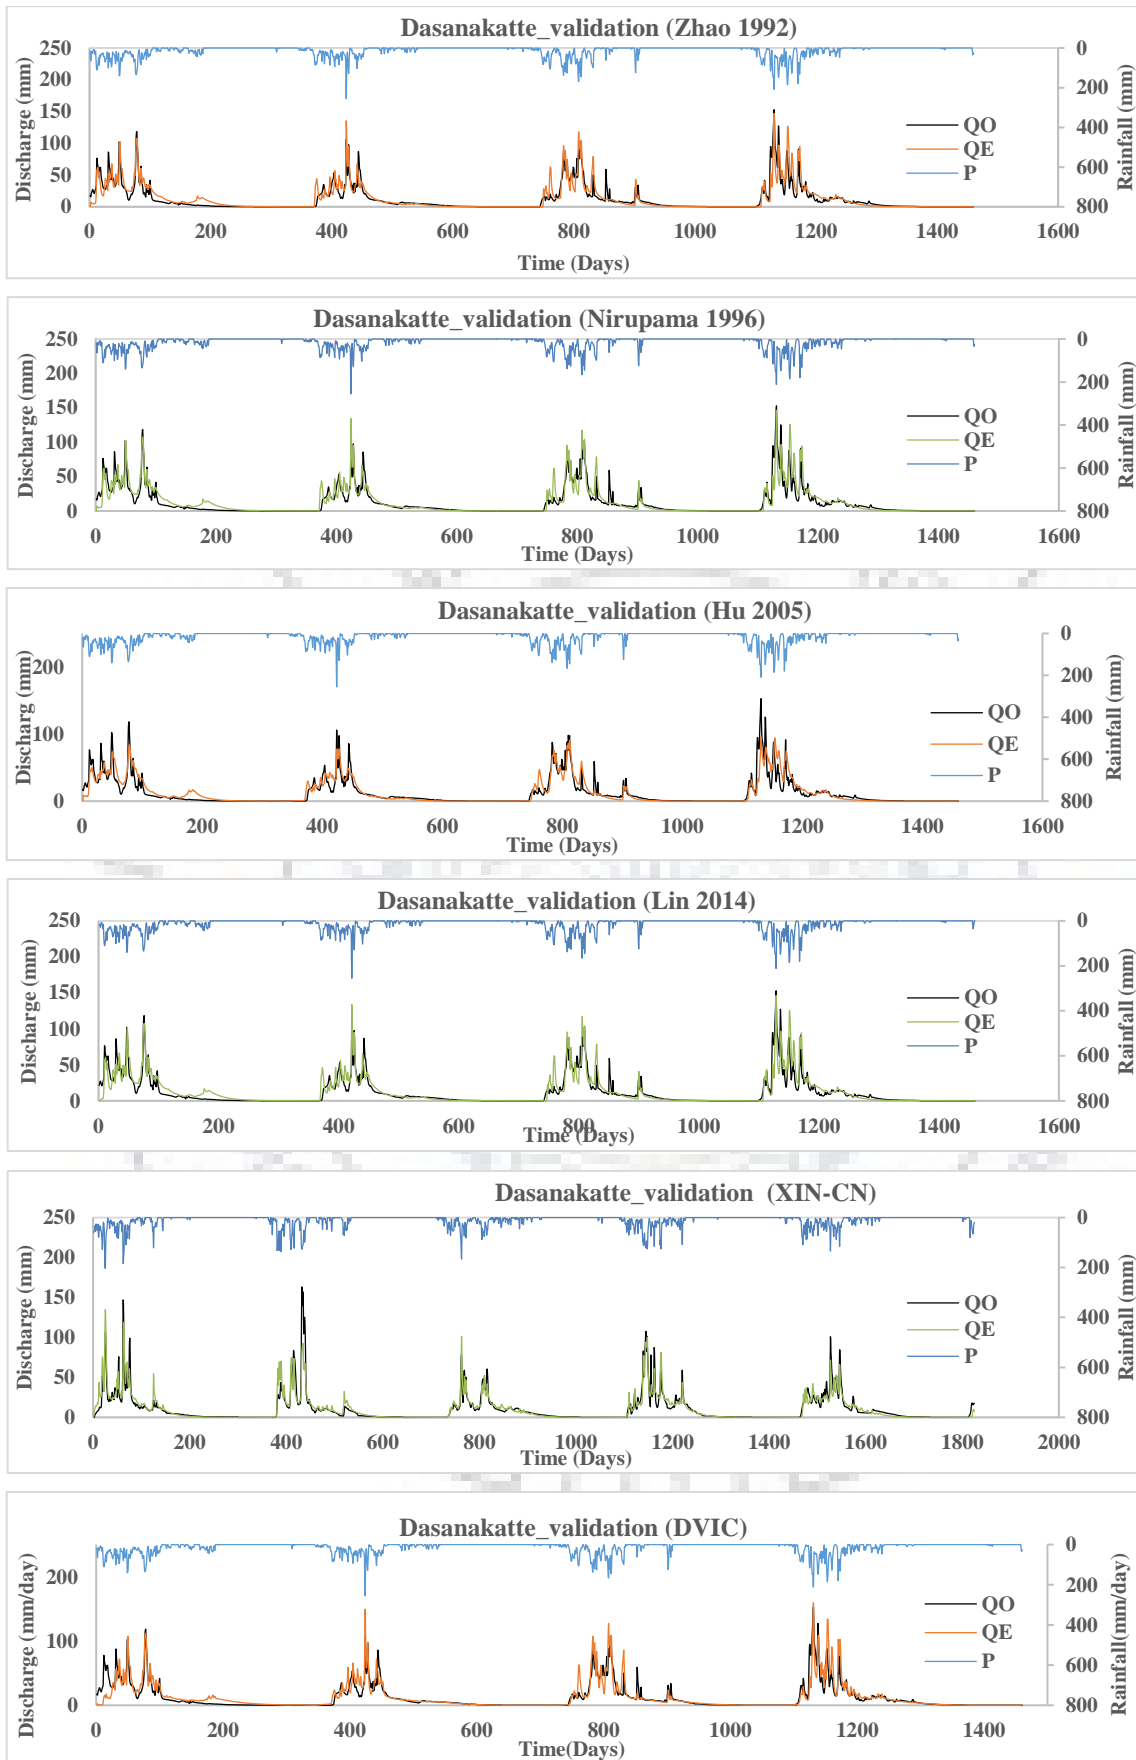 Dasanakatte_validation (Zhao 1992)
250 200 150 100 50 0
Discharge (mm)
0 200 400 600 800
Rainfall (mm)
QO
QE
P
0 200 400 600 800 1000 1200 1400 1600
Time (Days)
Dasanakatte_validation (Nirupama 1996)
250 200 150 100 50 0
Discharge (mm)
0 200 400 600 800
Rainfall (mm)
QO
QE
P
0 200 400 600 800 1000 1200 1400 1600
Time (Days)
Dasanakatte_validation (Hu 2005)
200 100 0
Discharg (mm)
0 200 400 600 800
Rainfall (mm)
QO
QE
P
0 200 400 600 800 1000 1200 1400 1600
Time (Days)
Dasanakatte_validation (Lin 2014)
250 200 150 100 50 0
Discharge (mm)
0 200 400 600 800
Rainfall (mm)
QO
QE
P
0 200 400 600 800 1000 1200 1400 1600
Time (Days)
Dasanakatte_validation (XIN-CN)
250 200 150 100 50 0
Discharge (mm)
0 200 400 600 800
Rainfall (mm)
QO
QE
P
0 200 400 600 800 1000 1200 1400 1600 1800 2000
Time (Days)
Dasanakatte_validation (DVIC)
200 100 0
Discharge (mm/day)
0 200 400 600 800
Rainfall(mm/day)
QO
QE
P
0 200 400 600 800 1000 1200 1400
Time(Days)